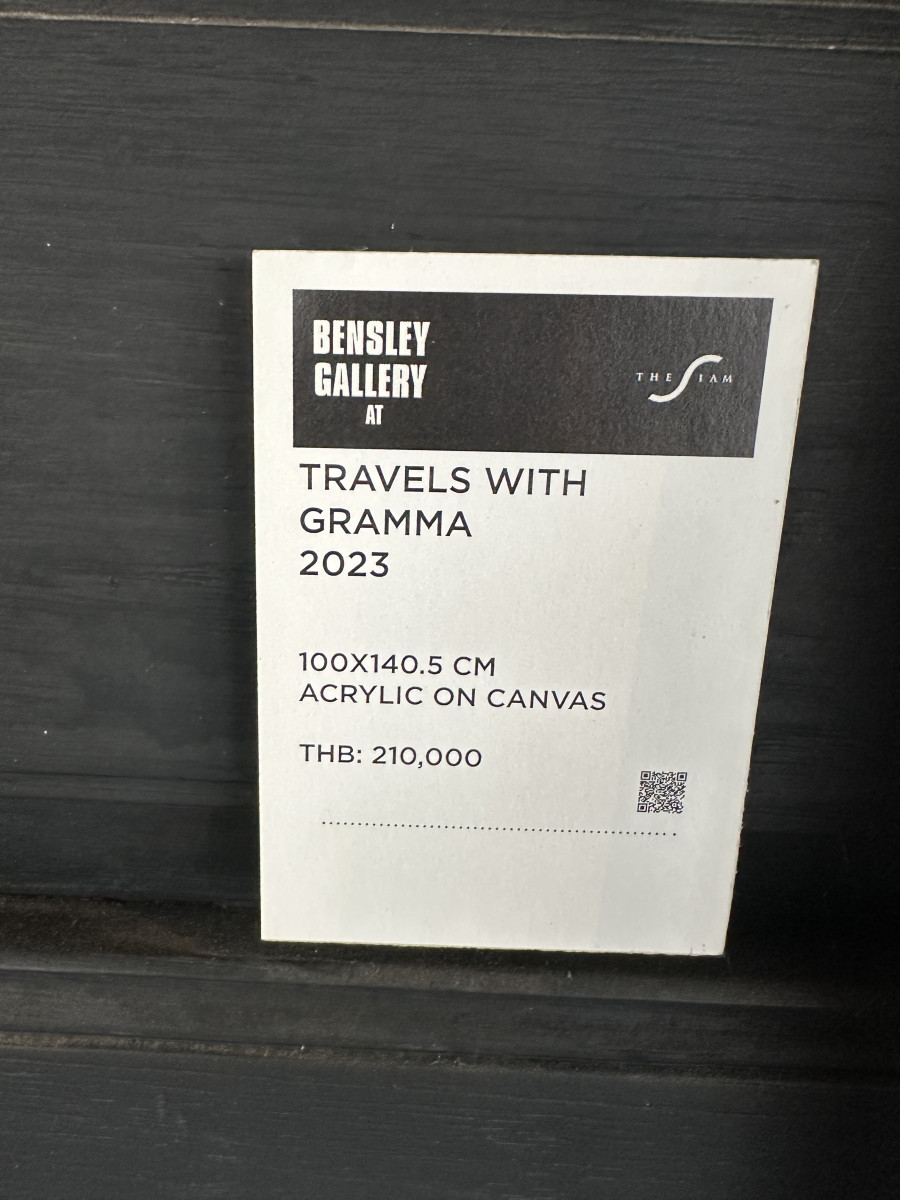 BENSLEY
GALLERY
AT
THE SIAM
TRAVELS WITH
GRAMMA
2023
100X140.5 CM
ACRYLIC ON CANVAS
THB: 210,000